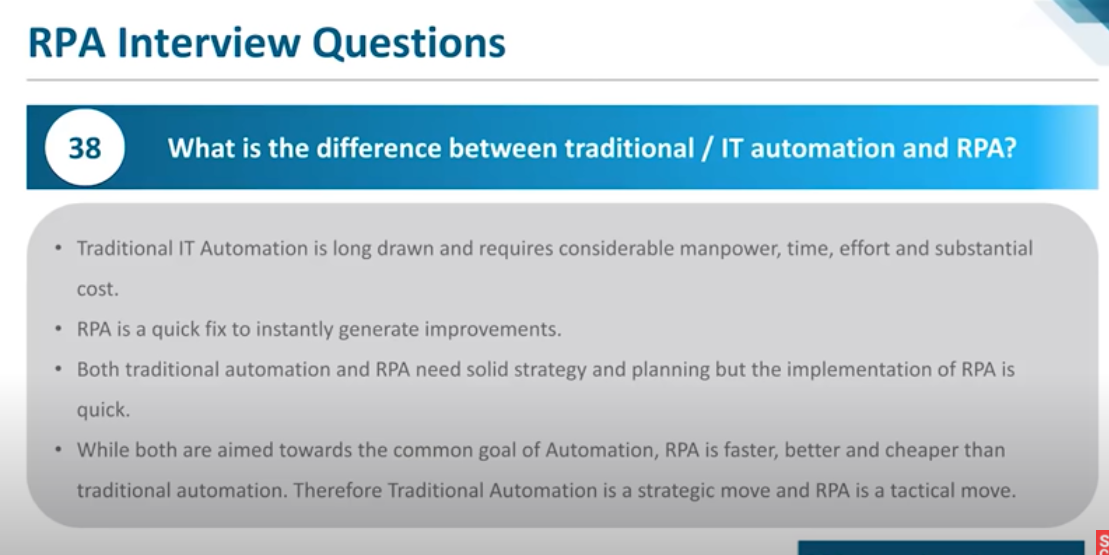 RPA Interview Questions
38
What is the difference between traditional / IT automation and RPA?
• Traditional IT Automation is long drawn and requires considerable manpower, time, effort and substantial
cost.
• RPA is a quick fix to instantly generate improvements.
• Both traditional automation and RPA need solid strategy and planning but the implementation of RPA is
quick.
• While both are aimed towards the common goal of Automation, RPA is faster, better and cheaper than
traditional automation. Therefore Traditional Automation is a strategic move and RPA is a tactical move.